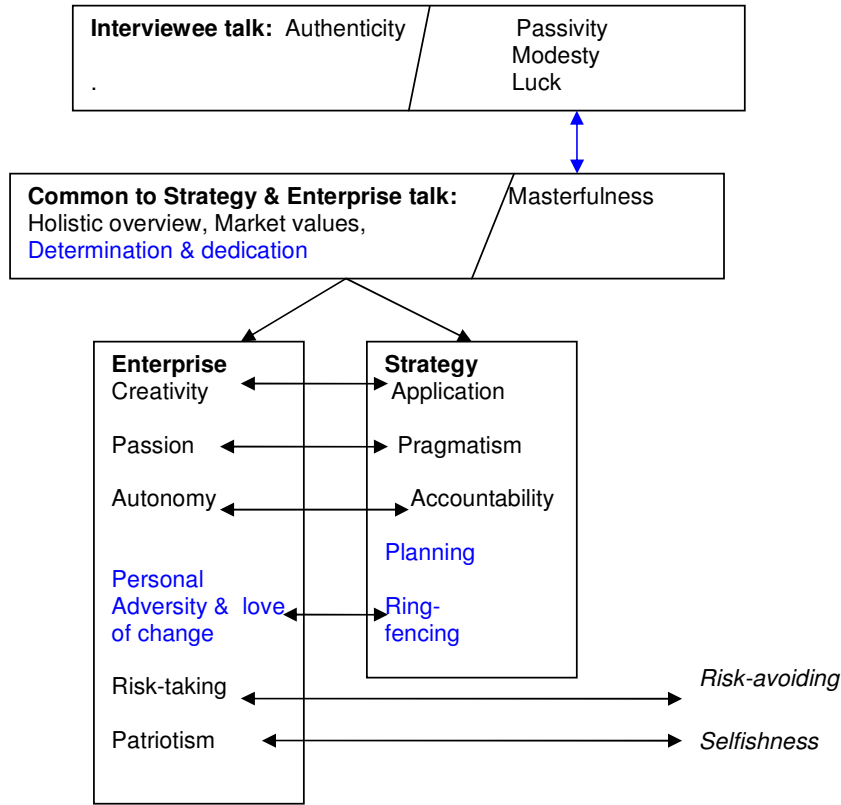 Interviewee talk: Authenticity Passivity
Modesty
. Luck
Common to Strategy & Enterprise talk: Masterfulness
Holistic overview, Market values,
Determination & dedication
Enterprise Strategy
Creativity Application
Passion Pragmatism
Autonomy Accountability
Planning
Personal
Adversity & love Ring-
of change fencing
Risk-taking Risk-avoiding
Patriotism Selfishness